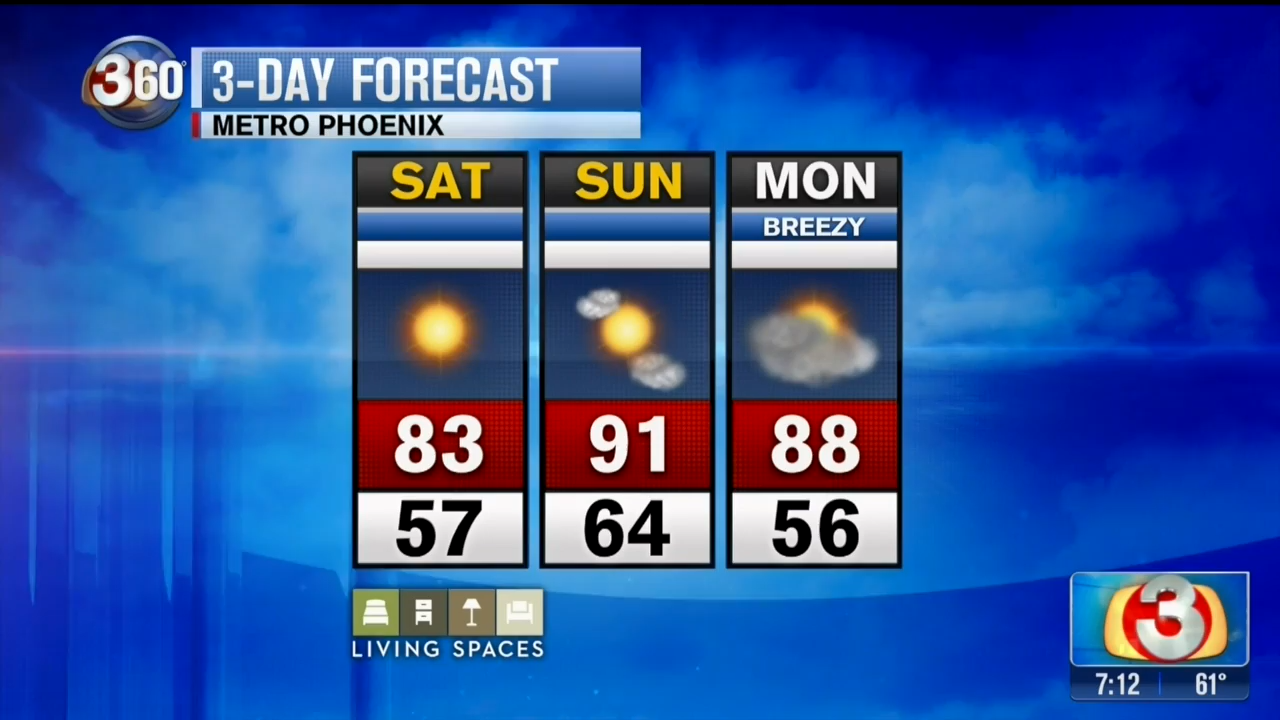 360°
3-DAY FORECAST
METRO PHOENIX
SAT SUN MON
BREEZY
83 91 88
57 64 56
LIVING SPACES
3
7:12 61°